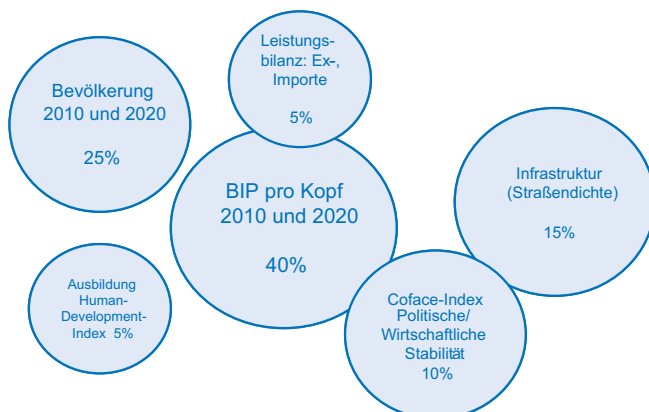 Leistungs-
bilanz: Ex-,
Importe
5%
Bevölkerung
2010 und 2020
25%
BIP pro Kopf
2010 und 2020
40%
Infrastruktur
(Straßendichte)
15%
Ausbildung
Human-
Development-
Index 5%
Coface-Index
Politische/
Wirtschaftliche
Stabilität
10%